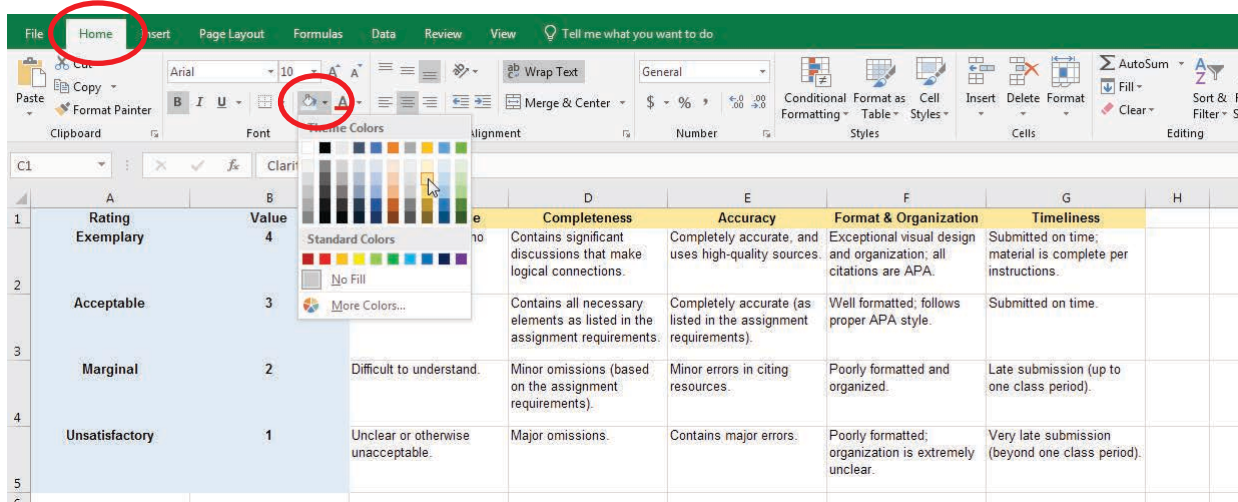 File Home Insert Page Layout Formulas Data Review View Tell me what you want to do
Cut
Copy
Format Painter
Paste
Clipboard
Arial 10
B I U
Font
Wrap Text
Merge & Center
Alignment
General
$ % ,
Number
Conditional Formatting
Format as Table
Cell Styles
Styles
Insert Delete Format
Cells
AutoSum
Fill
Clear
Sort &
Filter
Editing
C1 fx Clarit
Theme Colors
Standard Colors
No Fill
More Colors...
A B D E F G H
1 Rating Value e Completeness Accuracy Format & Organization Timeliness
2 Exemplary 4
no
Contains significant
discussions that make
logical connections.
Completely accurate, and
uses high-quality sources.
Exceptional visual design
and organization; all
citations are APA.
Submitted on time;
material is complete per
instructions.
3 Acceptable 3
Contains all necessary
elements as listed in the
assignment requirements.
Completely accurate (as
listed in the assignment
requirements).
Well formatted; follows
proper APA style.
Submitted on time.
4 Marginal 2
Difficult to understand.
Minor omissions (based
on the assignment
requirements).
Minor errors in citing
resources.
Poorly formatted and
organized.
Late submission (up to
one class period).
5 Unsatisfactory 1
Unclear or otherwise
unacceptable.
Major omissions.
Contains major errors.
Poorly formatted;
organization is extremely
unclear.
Very late submission
(beyond one class period).